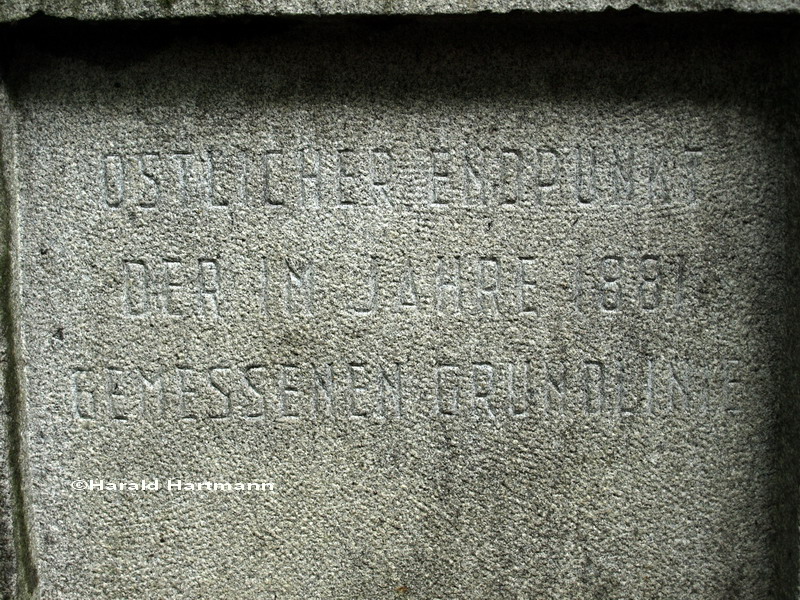 ÖSTLICHER ENDPUNKT
DER IM JAHRE 1881
GEMESSENEN GRUNDLINIE
©Harald Hartmann